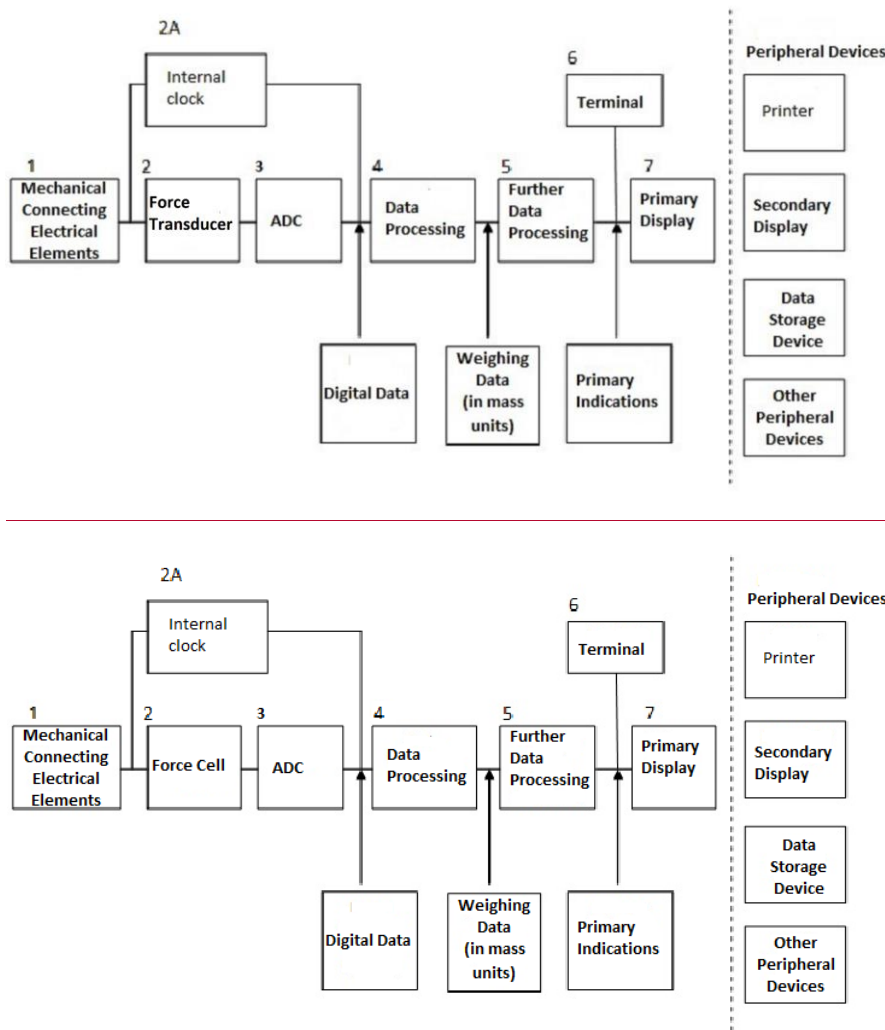 2A
Internal
clock
6
Terminal
Peripheral Devices
Printer
1
Mechanical
Connecting
Electrical
Elements
2
Force
Transducer
3
ADC
4
Data
Processing
5
Further
Data
Processing
7
Primary
Display
Secondary
Display
Digital Data
Weighing
Data
(in mass
units)
Primary
Indications
Data
Storage
Device
Other
Peripheral
Devices
2A
Internal
clock
6
Terminal
Peripheral Devices
Printer
1
Mechanical
Connecting
Electrical
Elements
2
Force Cell
3
ADC
4
Data
Processing
5
Further
Data
Processing
7
Primary
Display
Secondary
Display
Digital Data
Weighing
Data
(in mass
units)
Primary
Indications
Data
Storage
Device
Other
Peripheral
Devices